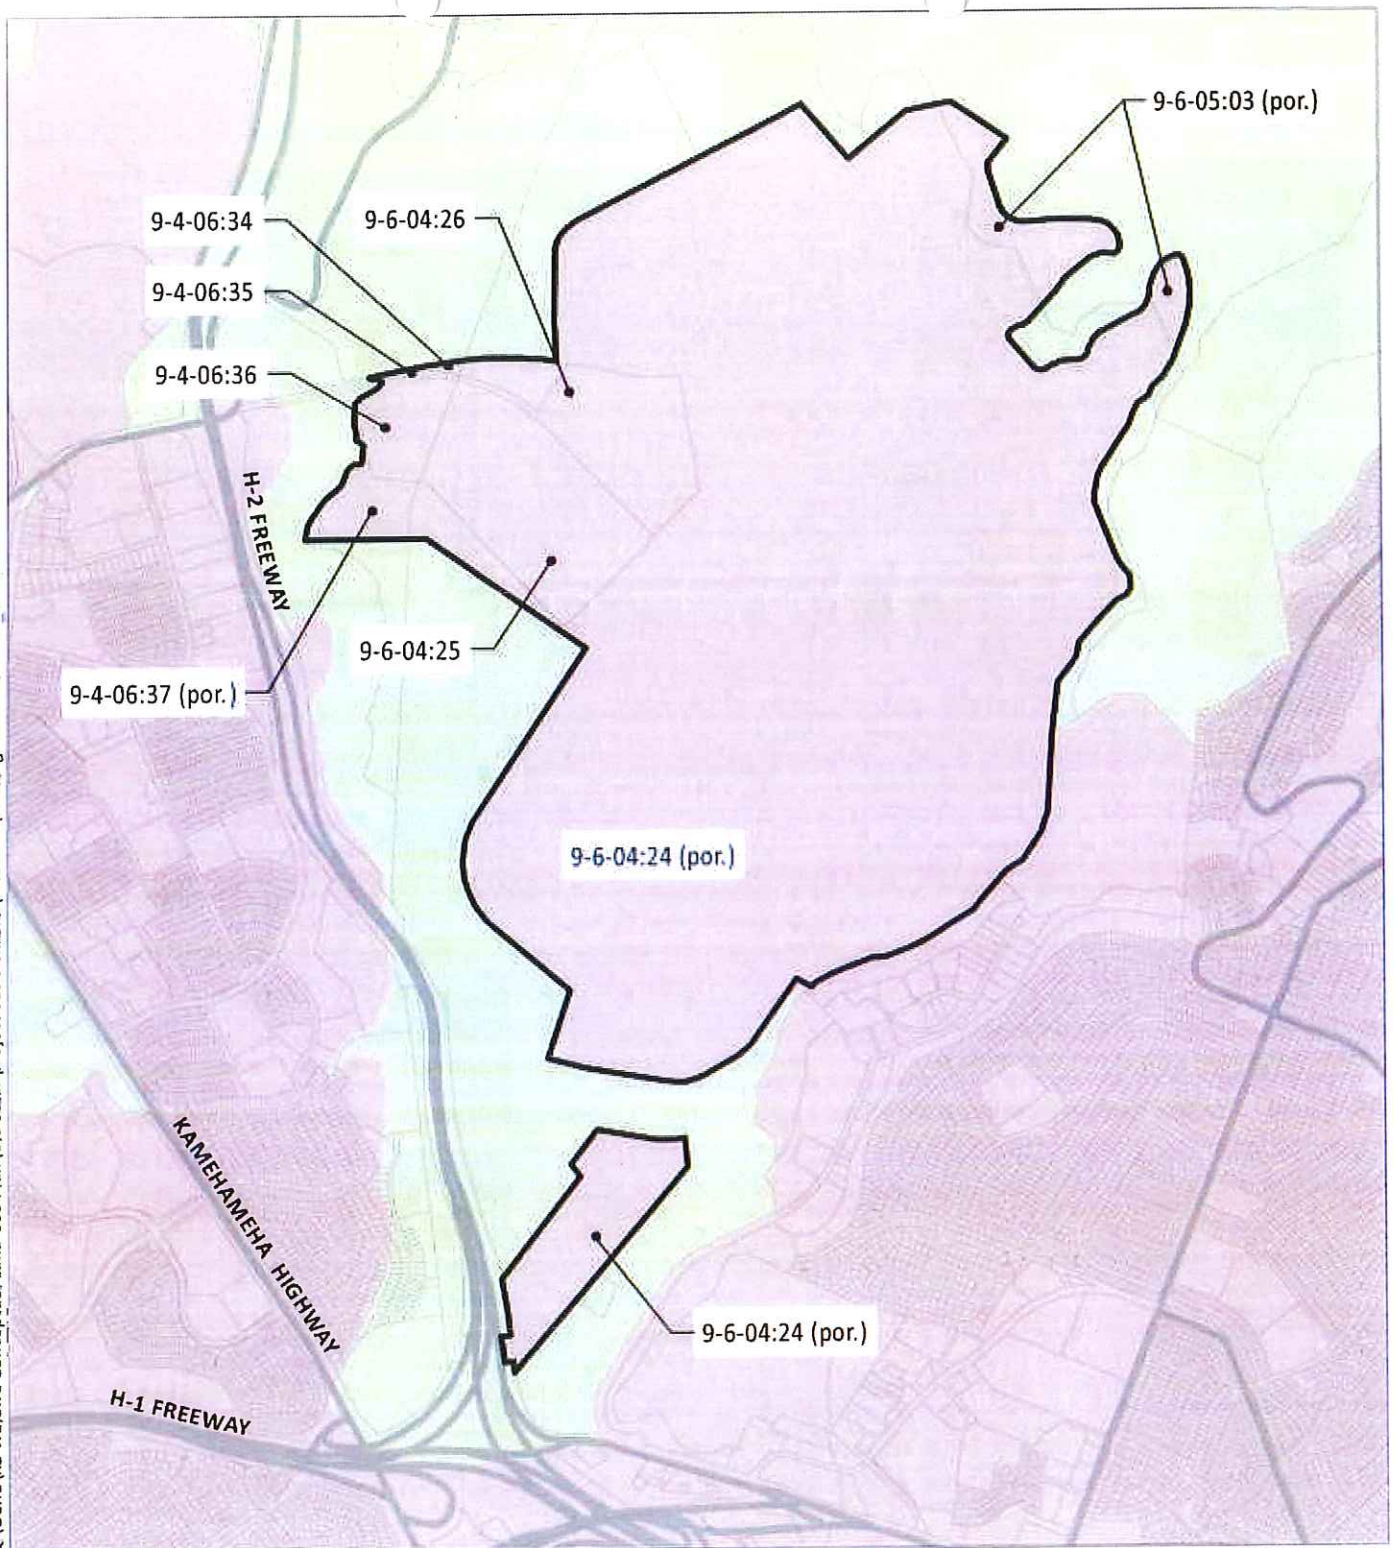 9-6-05:03 (por.)
9-4-06:34
9-6-04:26
9-4-06:35
9-4-06:36
H-2 FREEWAY
9-6-04:25
9-4-06:37 (por.)
9-6-04:24 (por.)
KAMEHAMEHA HIGHWAY
9-6-04:24 (por.)
H-1 FREEWAY